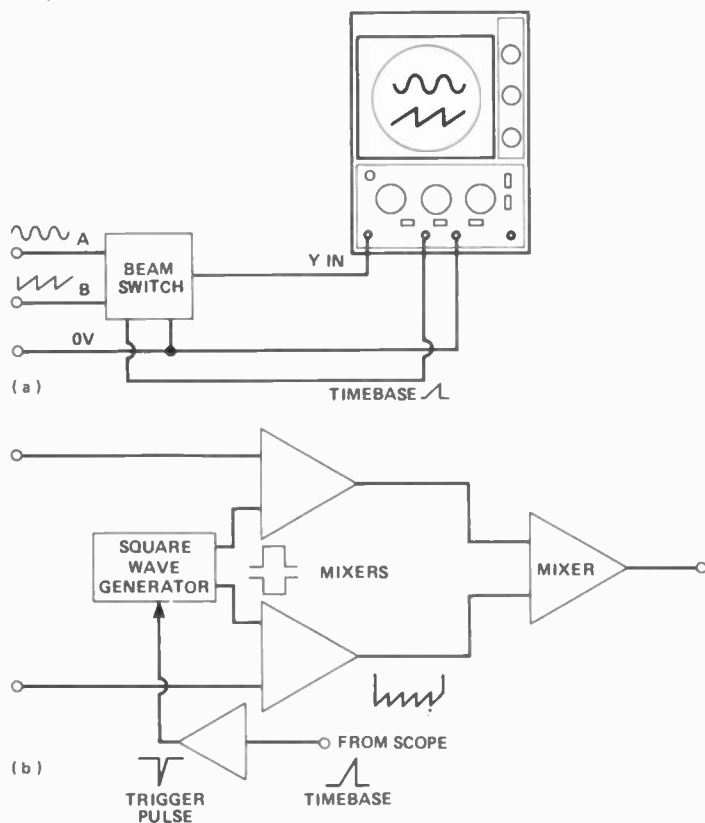 A
BEAM
SWITCH
Y IN
B
0V
(a)
TIMEBASE
SQUARE
WAVE
GENERATOR
MIXERS
MIXER
FROM SCOPE
(b)
TRIGGER
PULSE
TIMEBASE